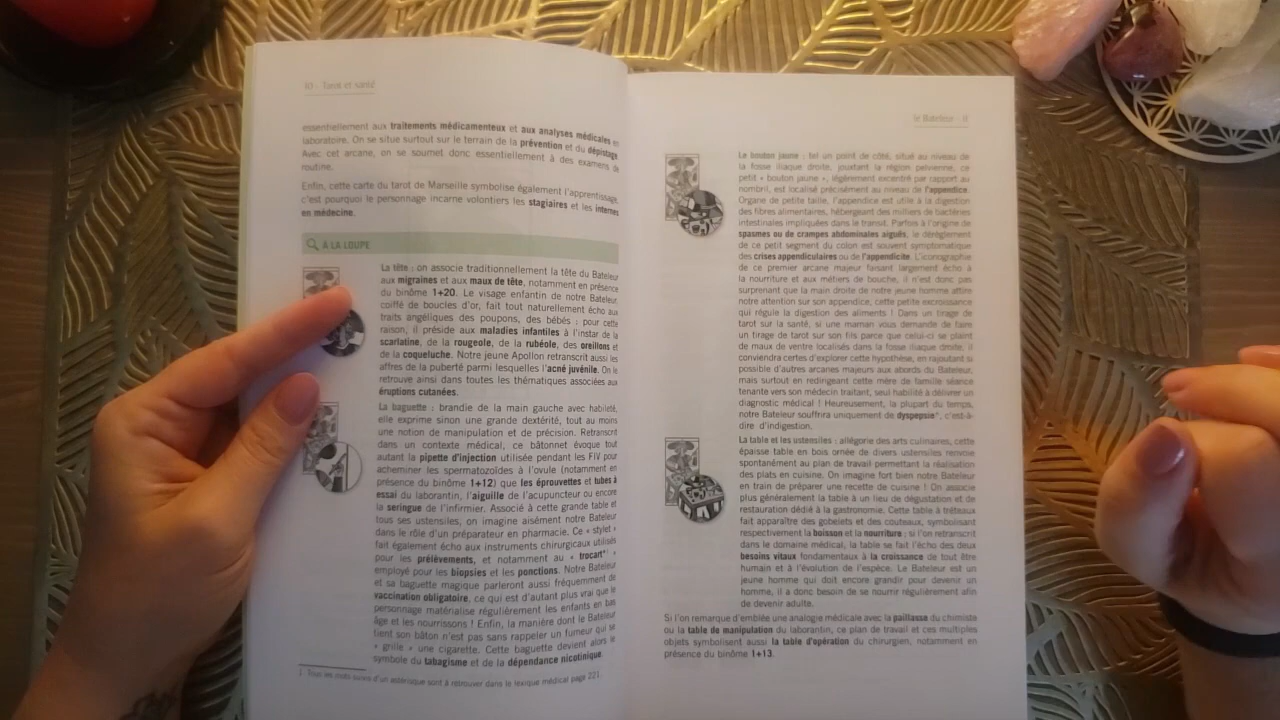 10 - Tarot et santé
essentiellement aux traitements médicamenteux et aux analyses médicales en
laboratoire. On se situe surtout sur le terrain de la prévention et du dépistage.
Avec cet arcane, on se soumet donc essentiellement à des examens de
routine.
Enfin, cette carte du tarot de Marseille symbolise également l'apprentissage,
c'est pourquoi le personnage incarne volontiers les stagiaires et les internes
en médecine.
À LA LOUPE
La tête : on associe traditionnellement la tête du Bateleur
aux migraines et aux maux de tête, notamment en présence
du binôme 1+20. Le visage enfantin de notre Bateleur,
coiffé de boucles d'or, fait tout naturellement écho aux
traits angéliques des poupons, des bébés : pour cette
raison, il préside aux maladies infantiles à l'instar de la
scarlatine, de la rougeole, de la rubéole, des oreillons et
de la coqueluche. Notre jeune Apollon retranscrit aussi les
affres de la puberté parmi lesquelles l'acné juvénile. On le
retrouve ainsi dans toutes les thématiques associées aux
éruptions cutanées.
La baguette : brandie de la main gauche avec habileté,
elle exprime sinon une grande dextérité, tout au moins
une notion de manipulation et de précision. Retranscrit
dans un contexte médical, ce bâtonnet évoque tout
autant la pipette d'injection utilisée pendant les FIV pour
acheminer les spermatozoïdes à l'ovule (notamment en
présence du binôme 1+12) que les éprouvettes et tubes à
essai du laborantin, l'aiguille de l'acupuncteur ou encore
la seringue de l'infirmier. Associé à cette grande table et
tous ses ustensiles, on imagine aisément notre Bateleur
dans le rôle d'un préparateur en pharmacie. Ce « stylet »
fait également écho aux instruments chirurgicaux utilisés
pour les prélèvements, et notamment au « trocart² »
employé pour les biopsies et les ponctions. Notre Bateleur
et sa baguette magique parleront aussi fréquemment de
vaccination obligatoire, ce qui est d'autant plus vrai que le
personnage matérialise régulièrement les enfants en bas
âge et les nourrissons ! Enfin, la manière dont le Bateleur
tient son bâton n'est pas sans rappeler un fumeur qui se
« grille » une cigarette. Cette baguette devient alors le
symbole du tabagisme et de la dépendance nicotinique.
2 Tous les mots suivis d'un astérisque sont à retrouver dans le lexique médical page 221.
le Bateleur - 11
Le bouton jaune : tel un point de côté, situé au niveau de
la fosse iliaque droite, jouxtant la région pelvienne, ce
petit « bouton jaune », légèrement excentré par rapport au
nombril, est localisé précisément au niveau de l'appendice.
Organe de petite taille, l'appendice est utile à la digestion
des fibres alimentaires, hébergeant des milliers de bactéries
intestinales impliquées dans le transit. Parfois à l'origine de
spasmes ou de crampes abdominales aiguës, le dérèglement
de ce petit segment du colon est souvent symptomatique
des crises appendiculaires ou de l'appendicite. L'iconographie
de ce premier arcane majeur faisant largement écho à
la nourriture et aux métiers de bouche, il n'est donc pas
surprenant que la main droite de notre jeune homme attire
notre attention sur son appendice, cette petite excroissance
qui régule la digestion des aliments ! Dans un tirage de
tarot sur la santé, si une maman vous demande de faire
un tirage de tarot sur son fils parce que celui-ci se plaint
de maux de ventre localisés dans la fosse iliaque droite, il
conviendra certes d'explorer cette hypothèse, en rajoutant si
possible d'autres arcanes majeurs aux abords du Bateleur,
mais surtout en redirigeant cette mère de famille séance
tenante vers son médecin traitant, seul habilité à délivrer un
diagnostic médical ! Heureusement, la plupart du temps,
notre Bateleur souffrira uniquement de dyspepsie*, c'est-à-
dire d'indigestion.
La table et les ustensiles : allégorie des arts culinaires, cette
épaisse table en bois ornée de divers ustensiles renvoie
spontanément au plan de travail permettant la réalisation
des plats en cuisine. On imagine fort bien notre Bateleur
en train de préparer une recette de cuisine ! On associe
plus généralement la table à un lieu de dégustation et de
restauration dédié à la gastronomie. Cette table à tréteaux
fait apparaître des gobelets et des couteaux, symbolisant
respectivement la boisson et la nourriture ; si l'on retranscrit
dans le domaine médical, la table se fait l'écho des deux
besoins vitaux fondamentaux à la croissance de tout être
humain et à l'évolution de l'espèce. Le Bateleur est un
jeune homme qui doit encore grandir pour devenir un
homme, il a donc besoin de se nourrir régulièrement afin
de devenir adulte.
Si l'on remarque d'emblée une analogie médicale avec la paillasse du chimiste
ou la table de manipulation du laborantin, ce plan de travail et ces multiples
objets symbolisent aussi la table d'opération du chirurgien, notamment en
présence du binôme 1+13.